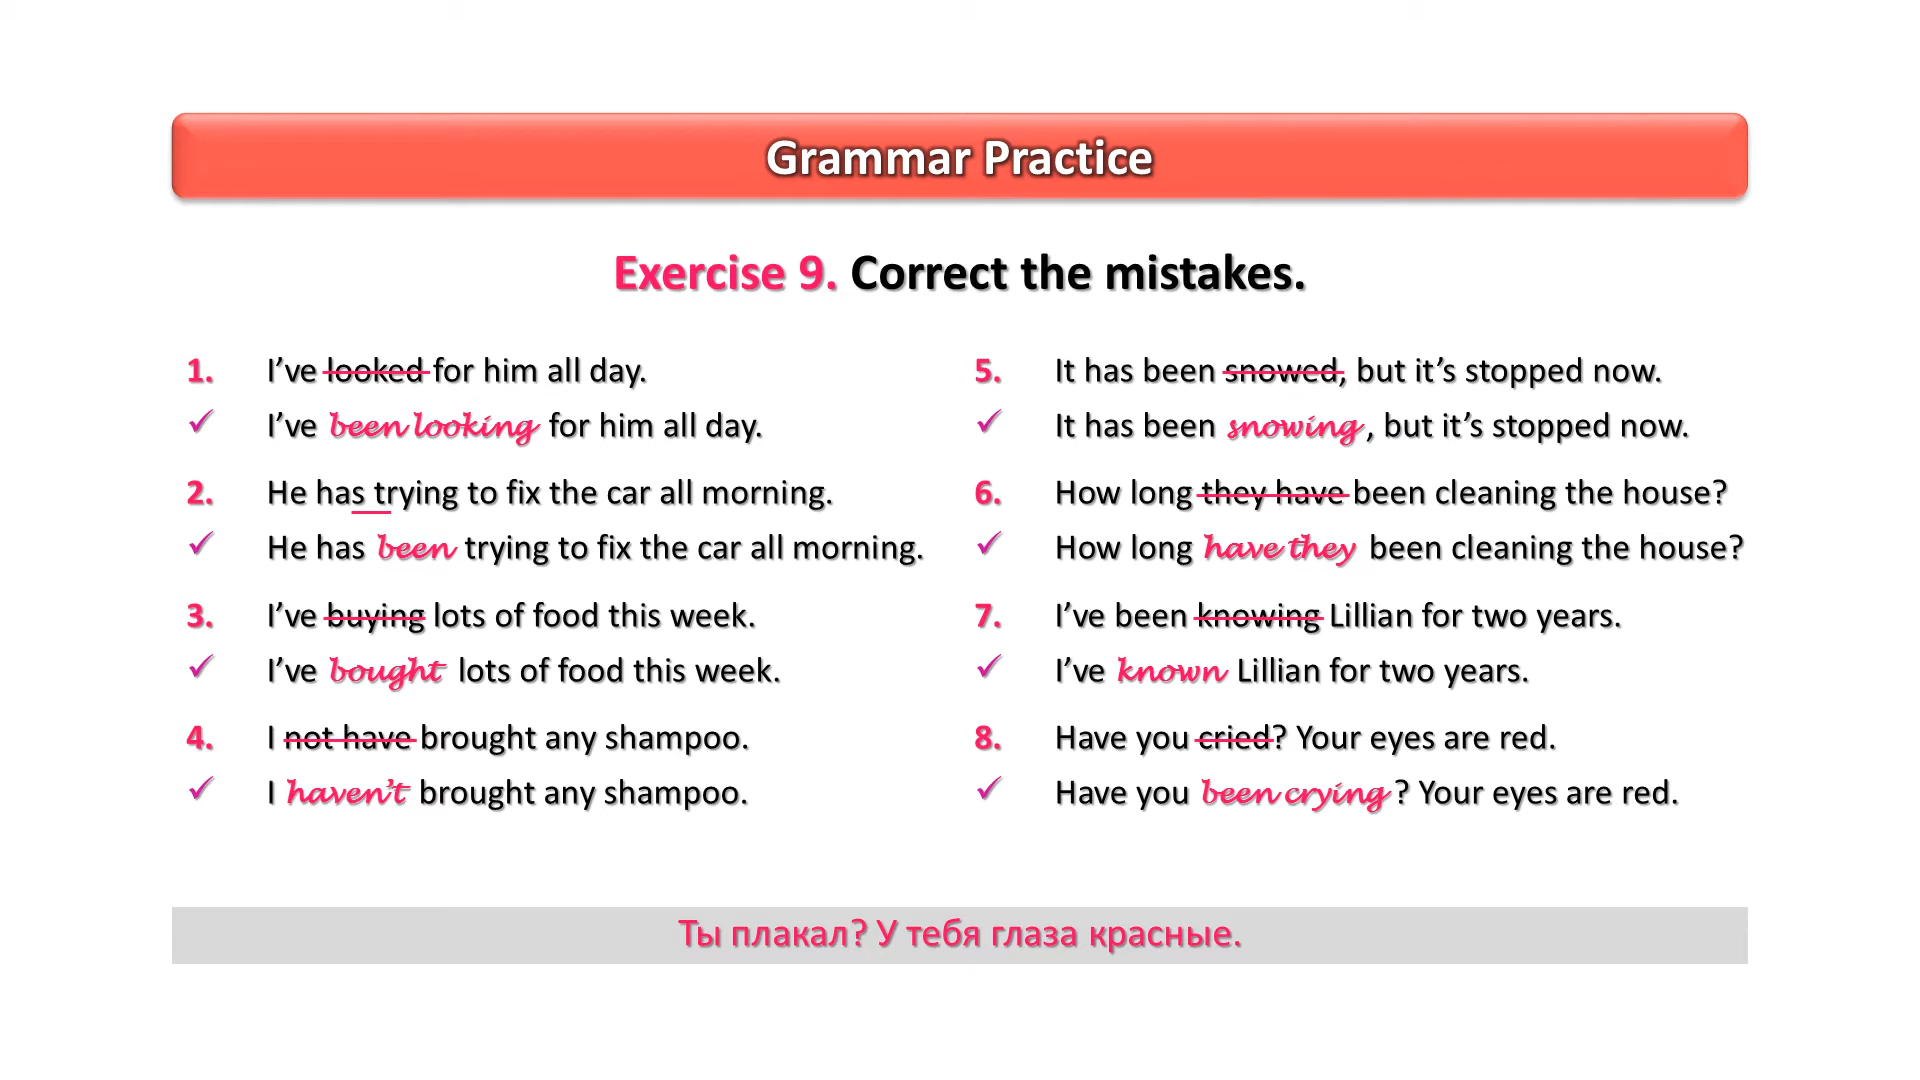 Grammar Practice
Exercise 9. Correct the mistakes.
1. I’ve looked for him all day.
✓ I’ve been looking for him all day.
2. He has trying to fix the car all morning.
✓ He has been trying to fix the car all morning.
3. I’ve buying lots of food this week.
✓ I’ve bought lots of food this week.
4. I not have brought any shampoo.
✓ I haven’t brought any shampoo.
5. It has been snowed, but it’s stopped now.
✓ It has been snowing, but it’s stopped now.
6. How long they have been cleaning the house?
✓ How long have they been cleaning the house?
7. I’ve been knowing Lillian for two years.
✓ I’ve known Lillian for two years.
8. Have you cried? Your eyes are red.
✓ Have you been crying? Your eyes are red.
Ты плакал? У тебя глаза красные.